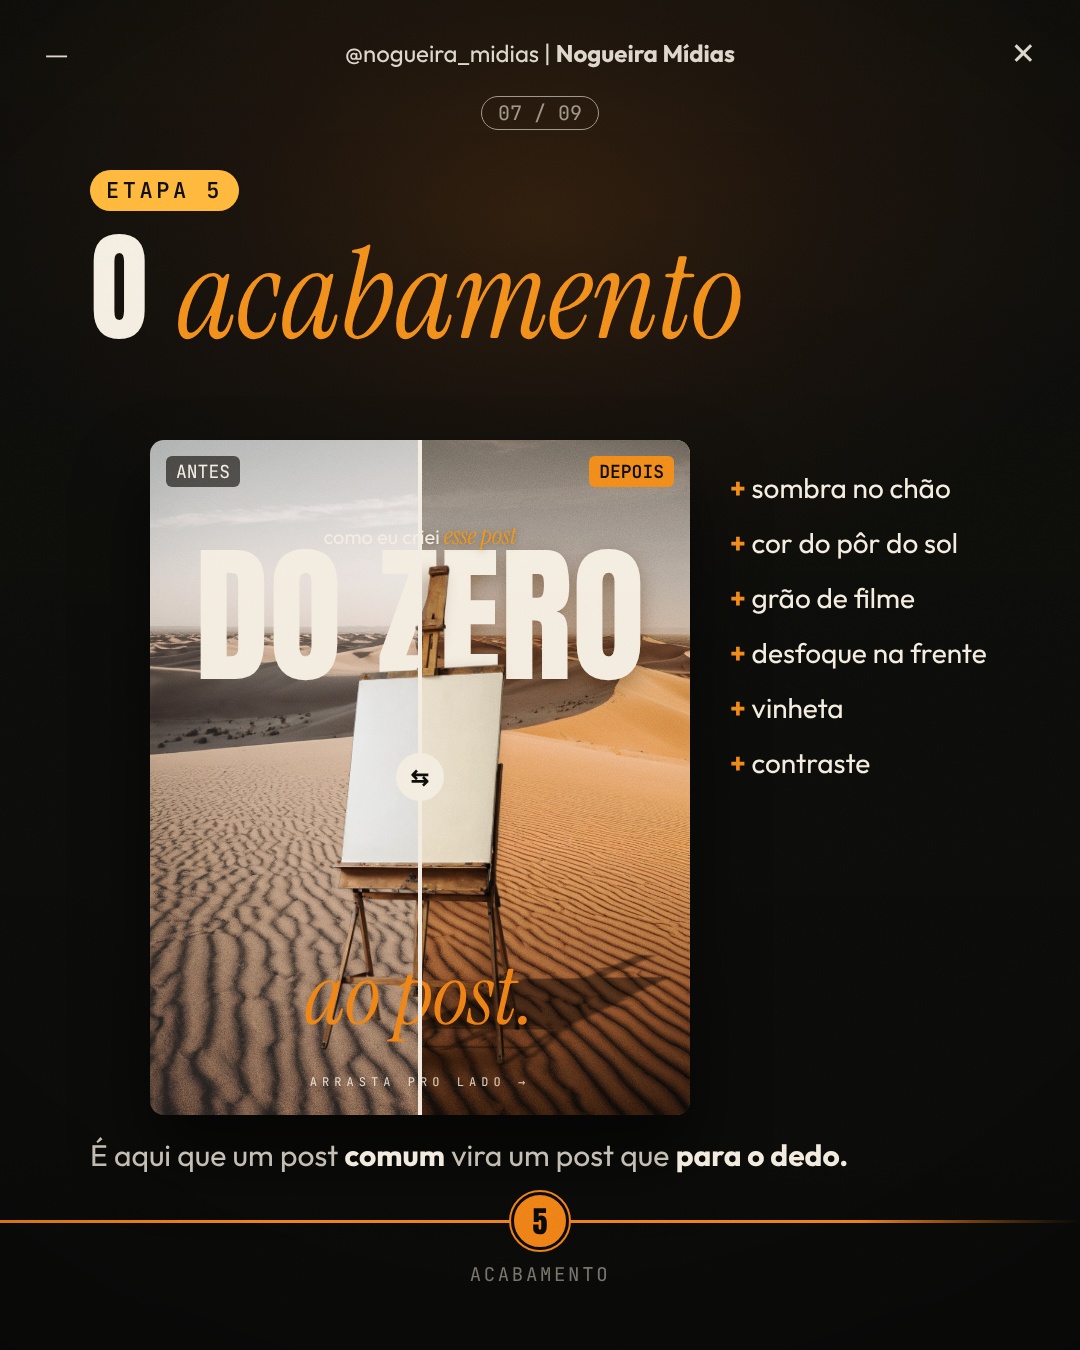 @nogueira_midias | Nogueira Mídias
07 / 09
ETAPA 5
O acabamento
ANTES
DEPOIS
como eu criei esse post
DO ZERO
ao post.
ARRASTA PRO LADO →
+ sombra no chão
+ cor do pôr do sol
+ grão de filme
+ desfoque na frente
+ vinheta
+ contraste
É aqui que um post comum vira um post que para o dedo.
5
ACABAMENTO